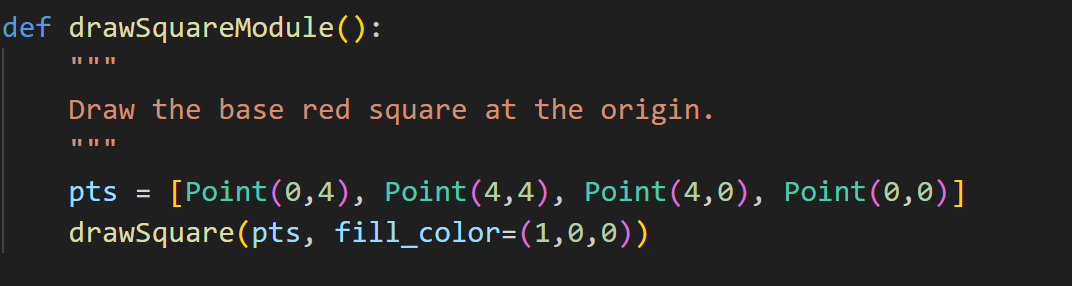 def drawSquareModule():
"""
Draw the base red square at the origin.
"""
pts = [Point(0,4), Point(4,4), Point(4,0), Point(0,0)]
drawSquare(pts, fill_color=(1,0,0))